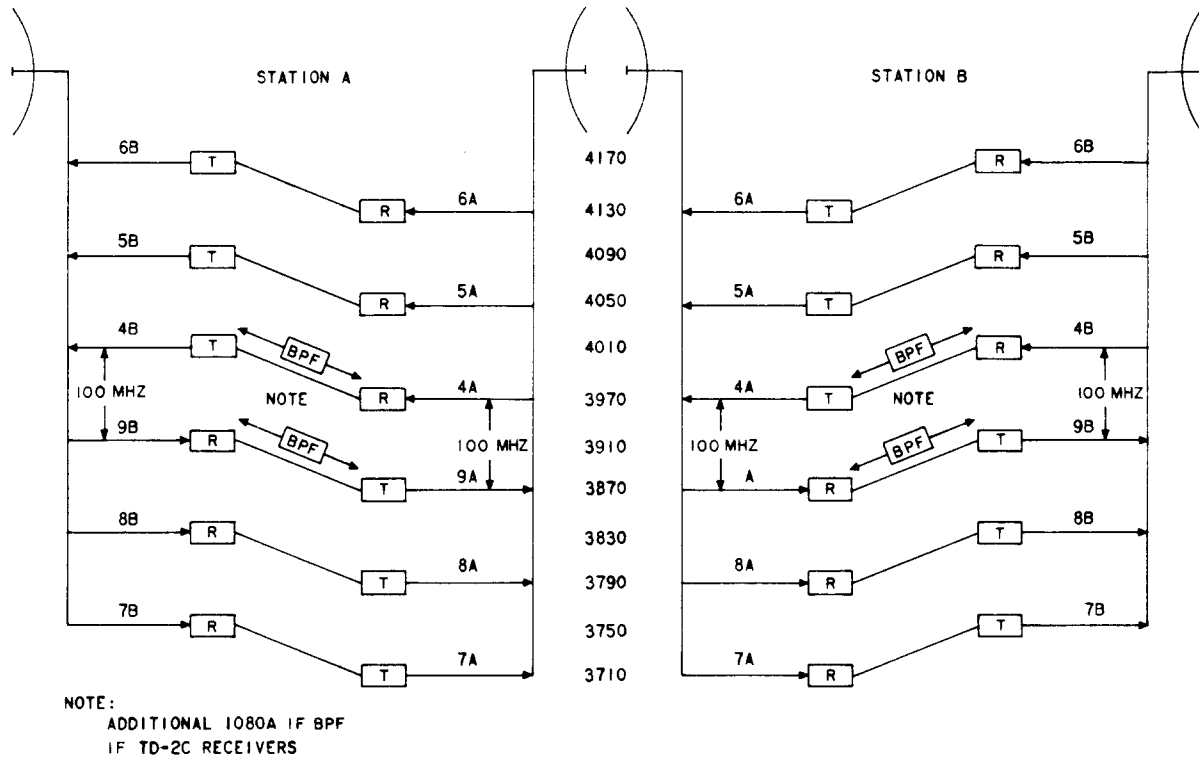 STATION A
STATION B
6B
T
4170
R
6B
R
6A
4130
6A
T
5B
T
4090
R
5B
R
5A
4050
5A
T
4B
T
BPF
4010
BPF
R
4B
100 MHZ
NOTE
R
4A
3970
4A
T
NOTE
100 MHZ
9B
R
BPF
100 MHZ
3910
100 MHZ
BPF
T
9B
T
9A
3870
A
R
8B
R
3830
T
8B
T
8A
3790
8A
R
7B
R
3750
T
7B
T
7A
3710
7A
R
NOTE:
ADDITIONAL 1080A IF BPF
IF TD-2C RECEIVERS